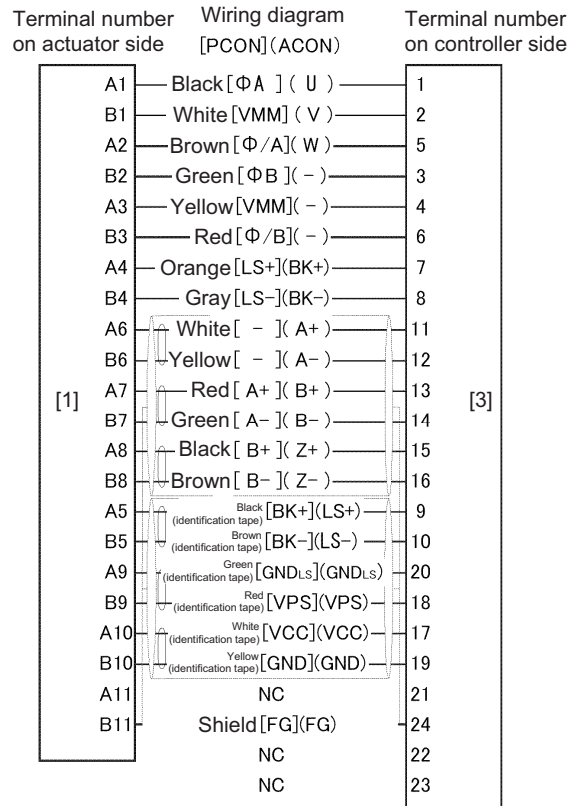 Terminal number on actuator side
Wiring diagram [PCON](ACON)
Terminal number on controller side
A1 Black[ΦA ]( U ) 1
B1 White[VMM]( V ) 2
A2 Brown[Φ/A]( W ) 5
B2 Green[ΦB ]( − ) 3
A3 Yellow[VMM]( − ) 4
B3 Red[Φ/B]( − ) 6
A4 Orange[LS+](BK+) 7
B4 Gray[LS−](BK−) 8
A6 White[ − ]( A+ ) 11
B6 Yellow[ − ]( A− ) 12
A7 Red[ A+ ]( B+ ) 13
[1] [3]
B7 Green[ A− ]( B− ) 14
A8 Black[ B+ ]( Z+ ) 15
B8 Brown[ B− ]( Z− ) 16
A5 Black (identification tape) [BK+](LS+) 9
B5 Brown (identification tape) [BK−](LS−) 10
A9 Green (identification tape) [GNDLS](GNDLS) 20
B9 Red (identification tape) [VPS](VPS) 18
A10 White (identification tape) [VCC](VCC) 17
B10 Yellow (identification tape) [GND](GND) 19
A11 NC 21
B11 Shield[FG](FG) 24
NC 22
NC 23